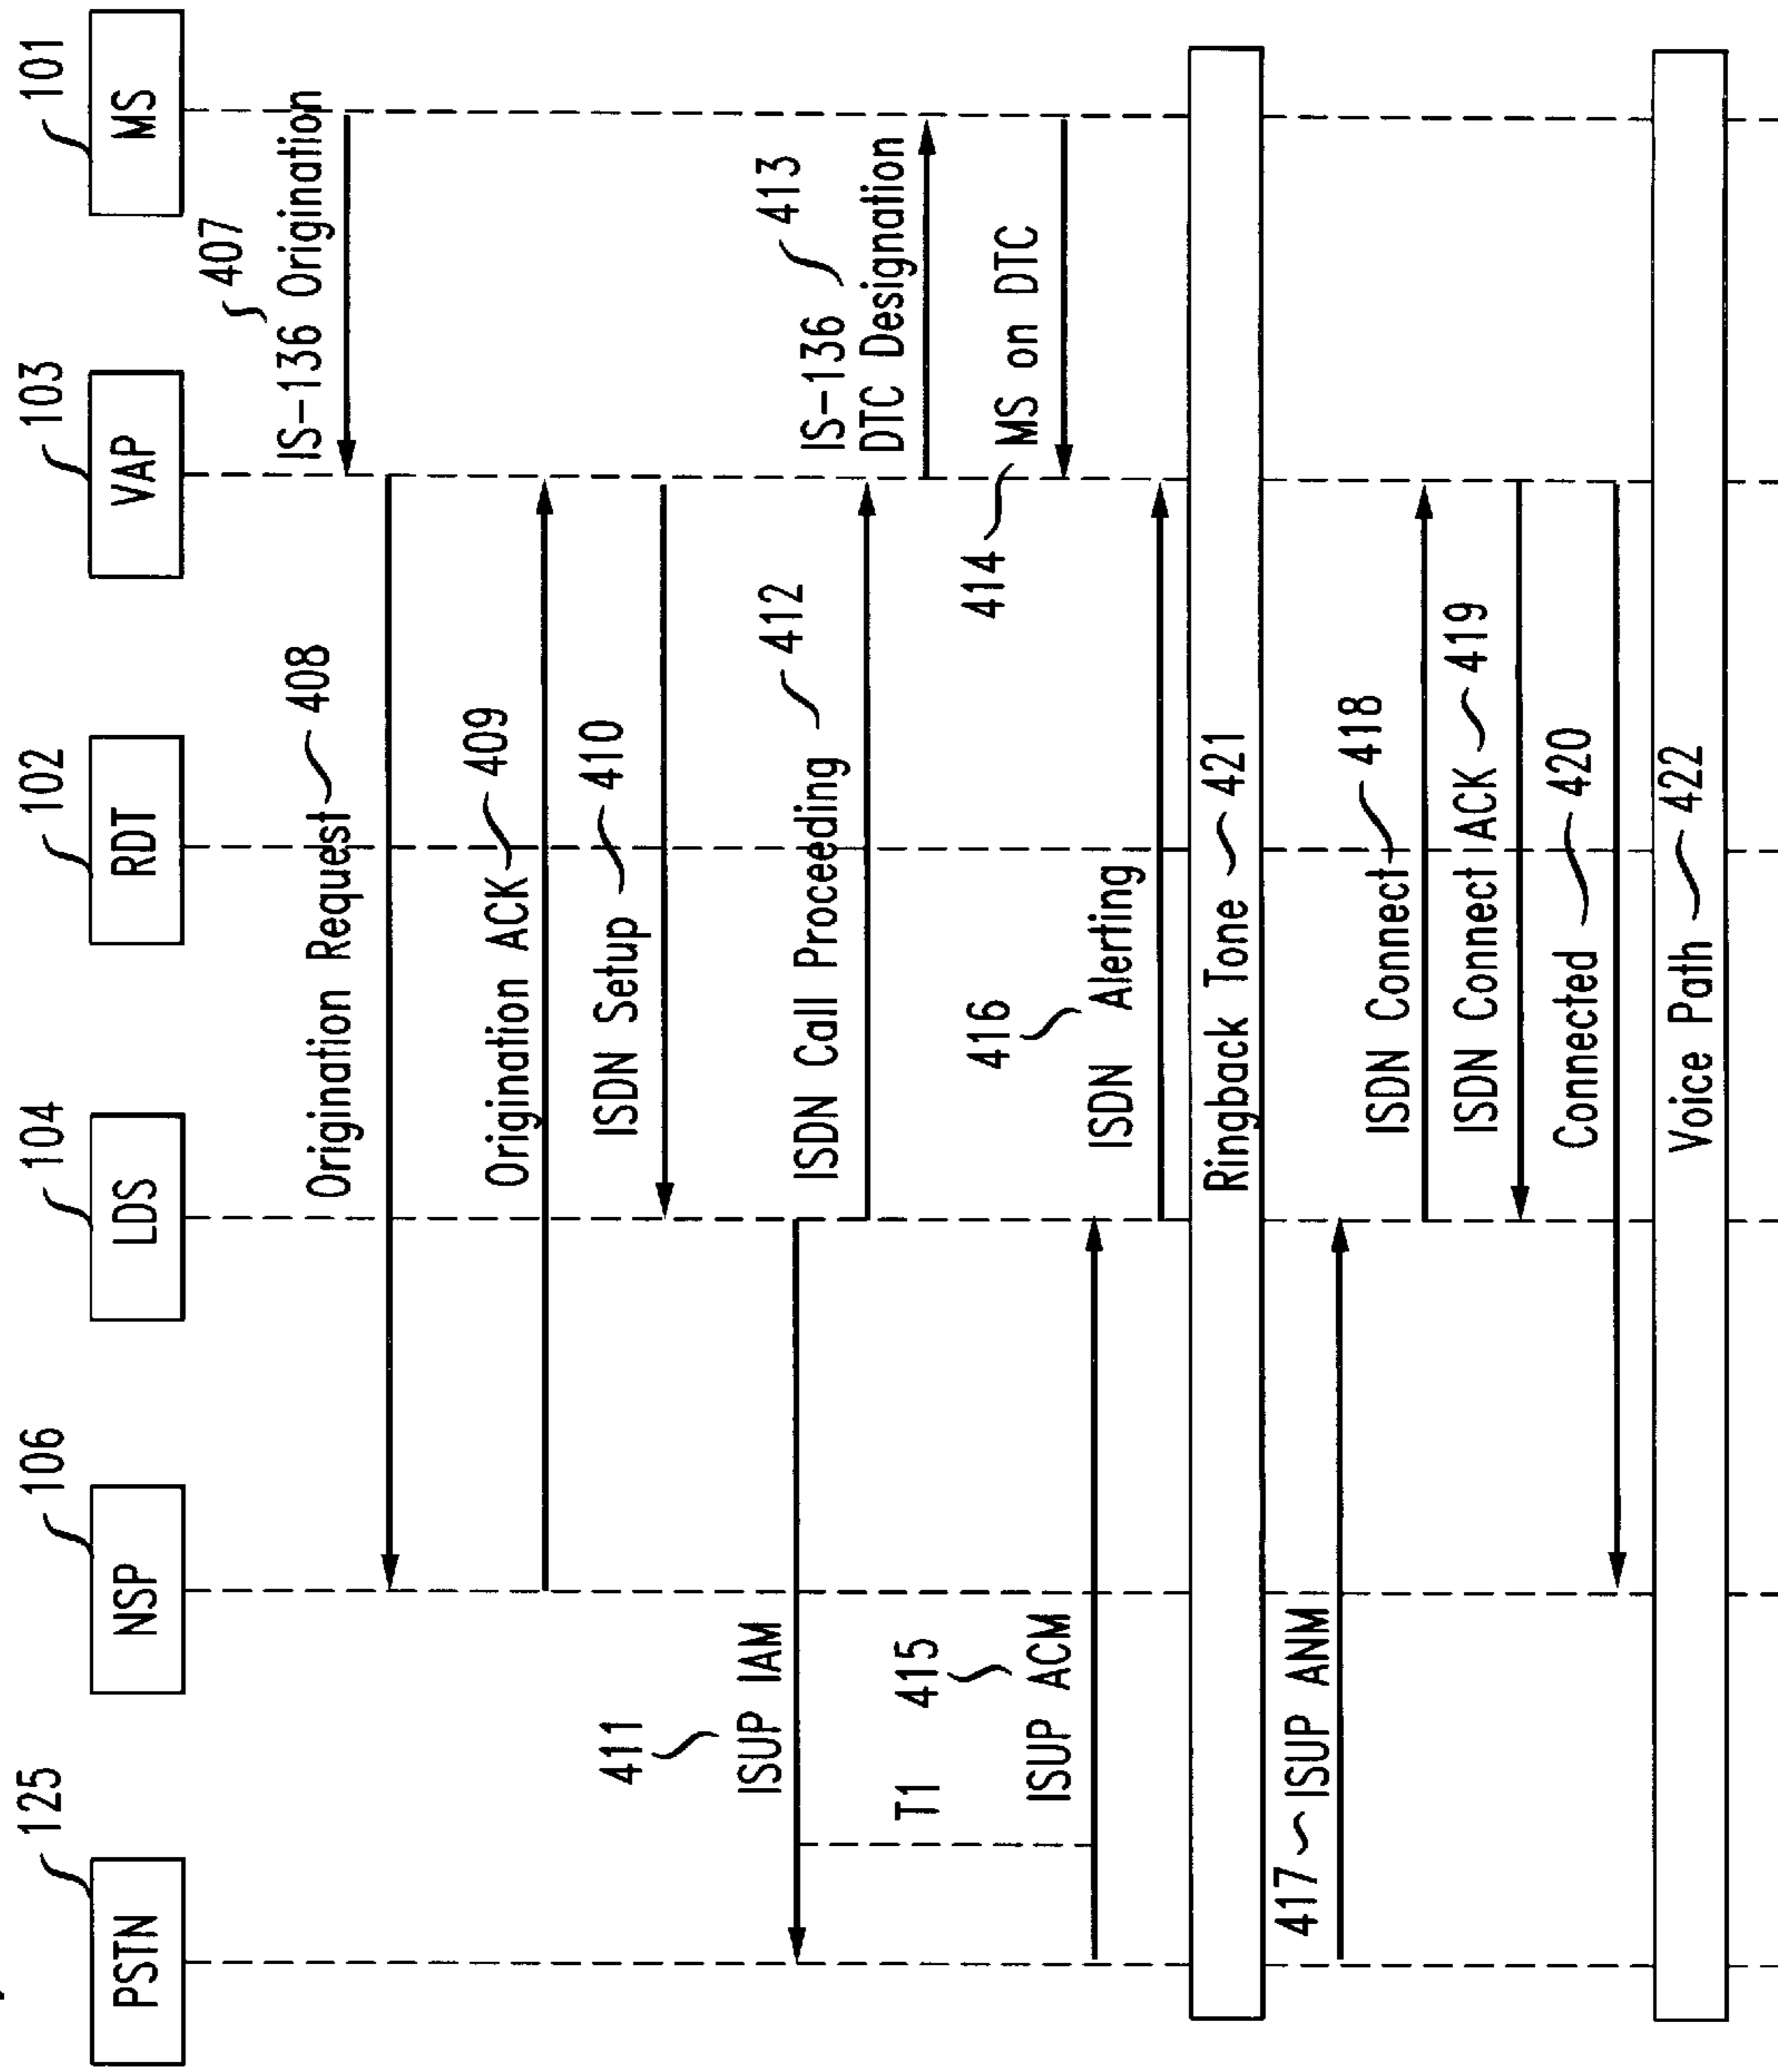 PSTN
125
NSP
106
LDS
104
RDT
102
VAP
103
MS
101
407
IS-136 Origination
Origination Request
408
Origination ACK
409
ISDN Setup
410
411
ISUP IAM
ISDN Call Proceeding
412
IS-136
DTC Designation
413
414
MS on DTC
T1
415
ISUP ACM
416
ISDN Alerting
Ringback Tone
421
417
ISUP ANM
ISDN Connect
418
ISDN Connect ACK
419
Connected
420
Voice Path
422